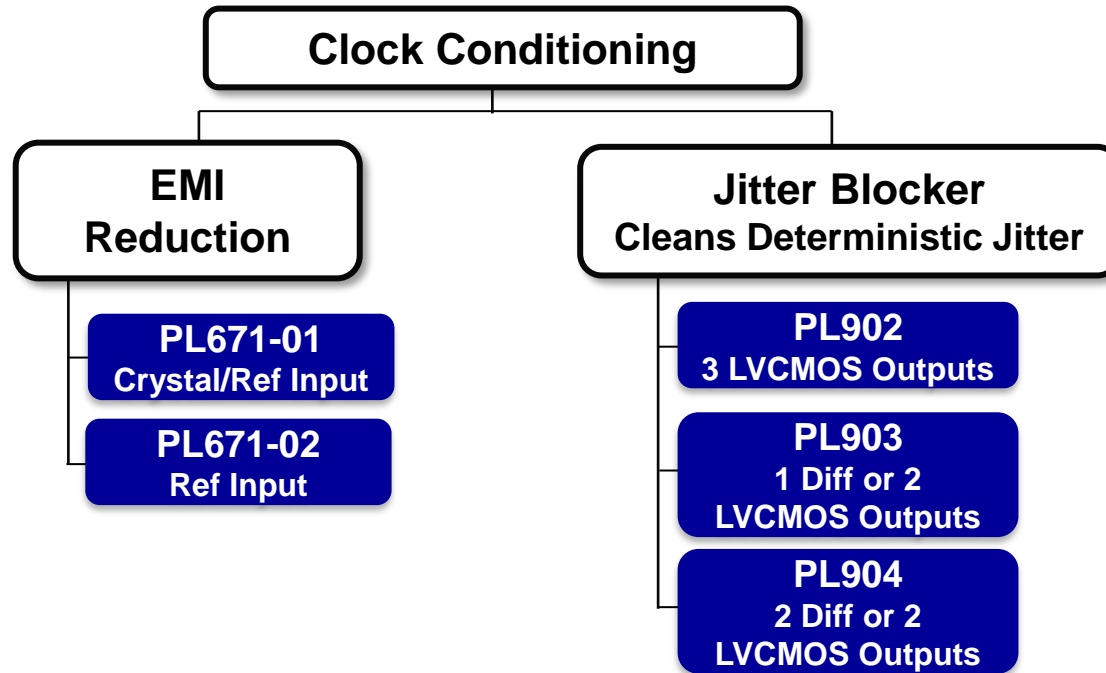 Clock Conditioning
EMI
Reduction
PL671-01
Crystal/Ref Input
PL671-02
Ref Input
Jitter Blocker
Cleans Deterministic Jitter
PL902
3 LVCMOS Outputs
PL903
1 Diff or 2
LVCMOS Outputs
PL904
2 Diff or 2
LVCMOS Outputs